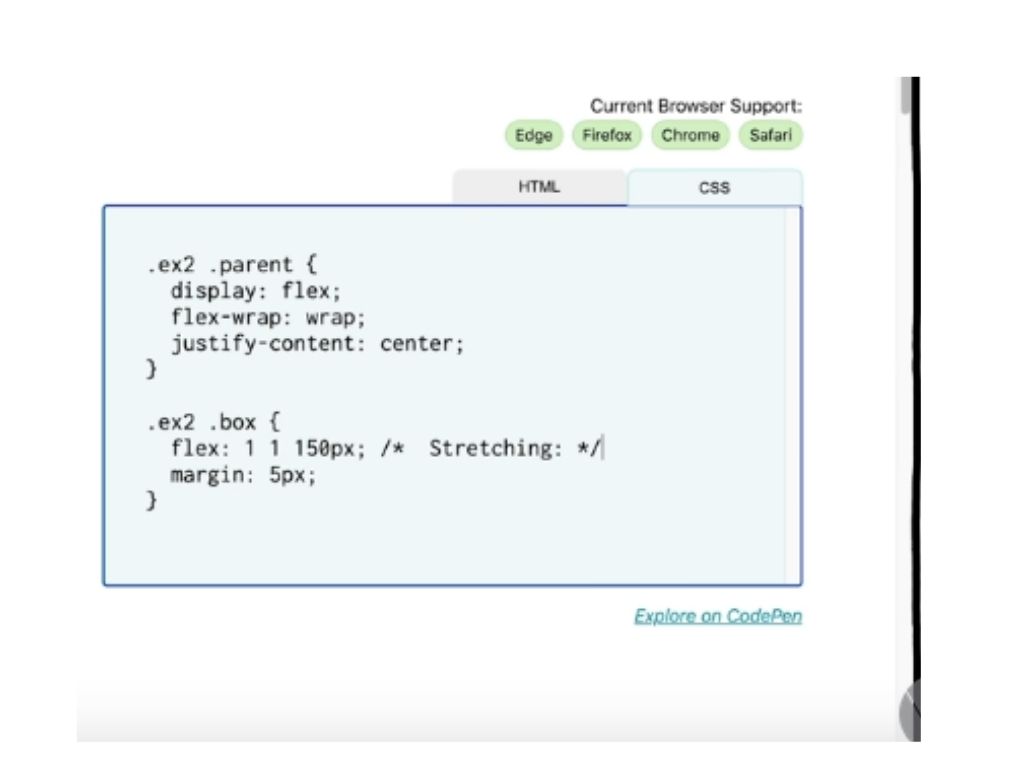 Current Browser Support:
Edge Firefox Chrome Safari
HTML CSS
.ex2 .parent {
  display: flex;
  flex-wrap: wrap;
  justify-content: center;
}

.ex2 .box {
  flex: 1 1 150px; /*  Stretching: */
  margin: 5px;
}
Explore on CodePen